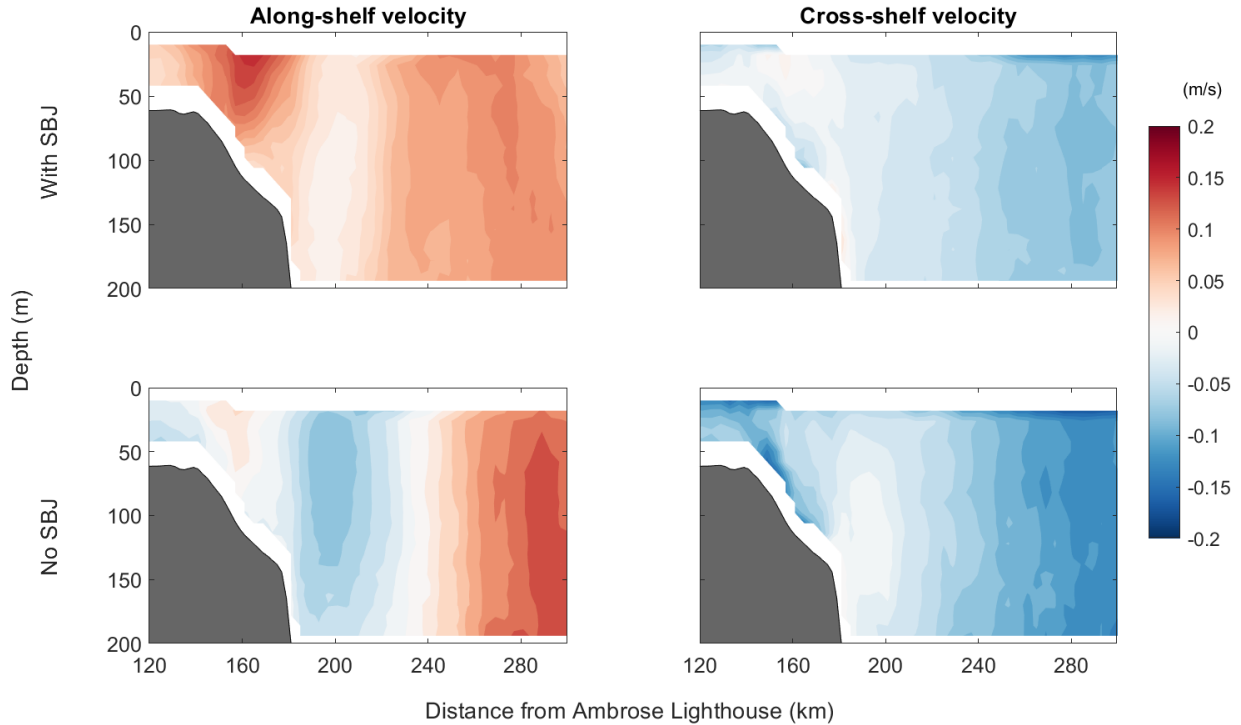 Along-shelf velocity
Cross-shelf velocity
0
50
100
150
200
With SBJ
(m/s)
0.2
0.15
0.1
0.05
0
-0.05
-0.1
-0.15
-0.2
Depth (m)
0
50
100
150
200
No SBJ
120 160 200 240 280
120 160 200 240 280
Distance from Ambrose Lighthouse (km)